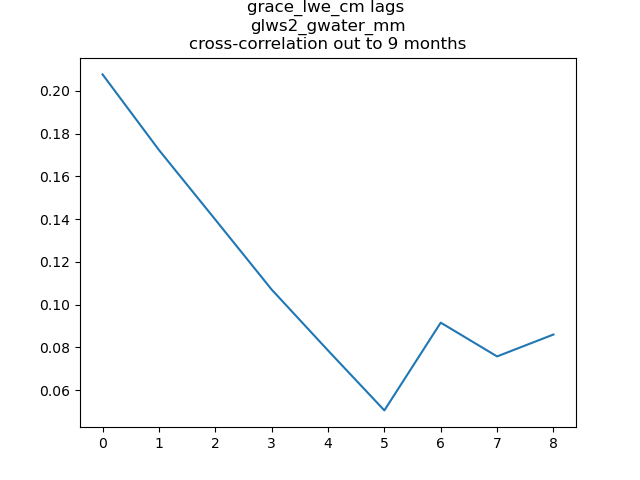 grace_lwe_cm lags
glws2_gwater_mm
cross-correlation out to 9 months
0.20
0.18
0.16
0.14
0.12
0.10
0.08
0.06
0 1 2 3 4 5 6 7 8